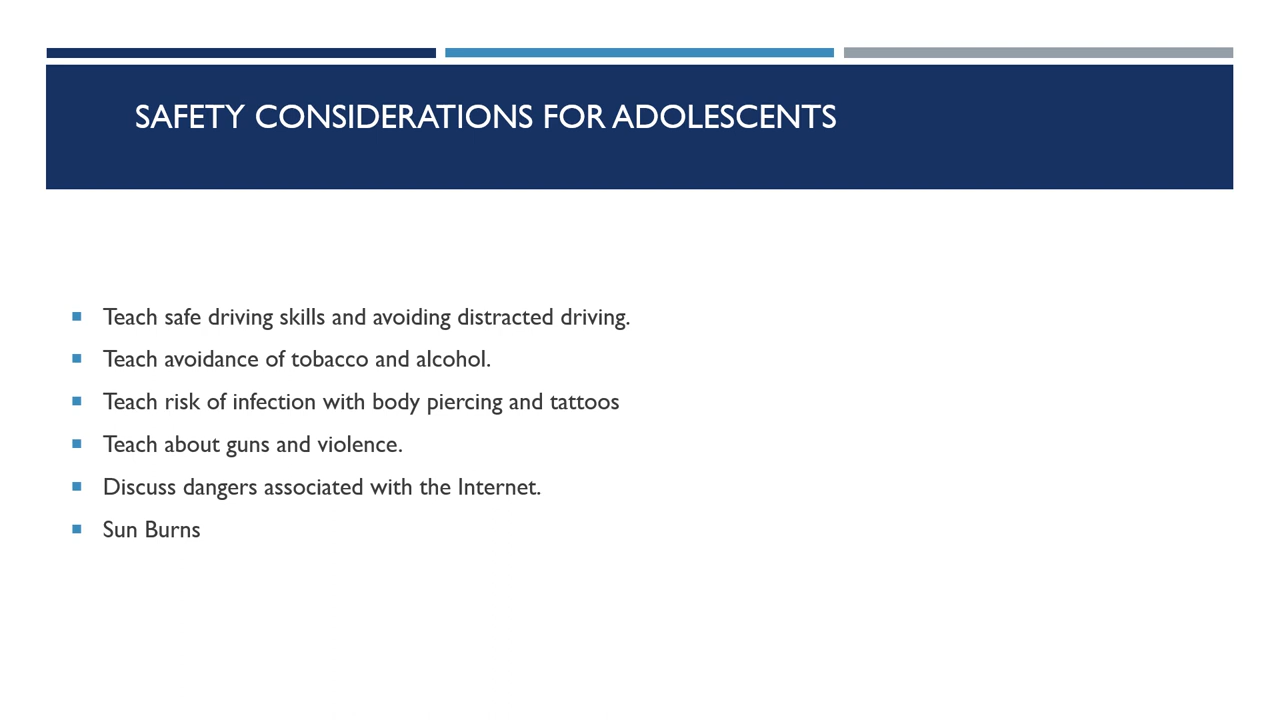 SAFETY CONSIDERATIONS FOR ADOLESCENTS
Teach safe driving skills and avoiding distracted driving.
Teach avoidance of tobacco and alcohol.
Teach risk of infection with body piercing and tattoos
Teach about guns and violence.
Discuss dangers associated with the Internet.
Sun Burns